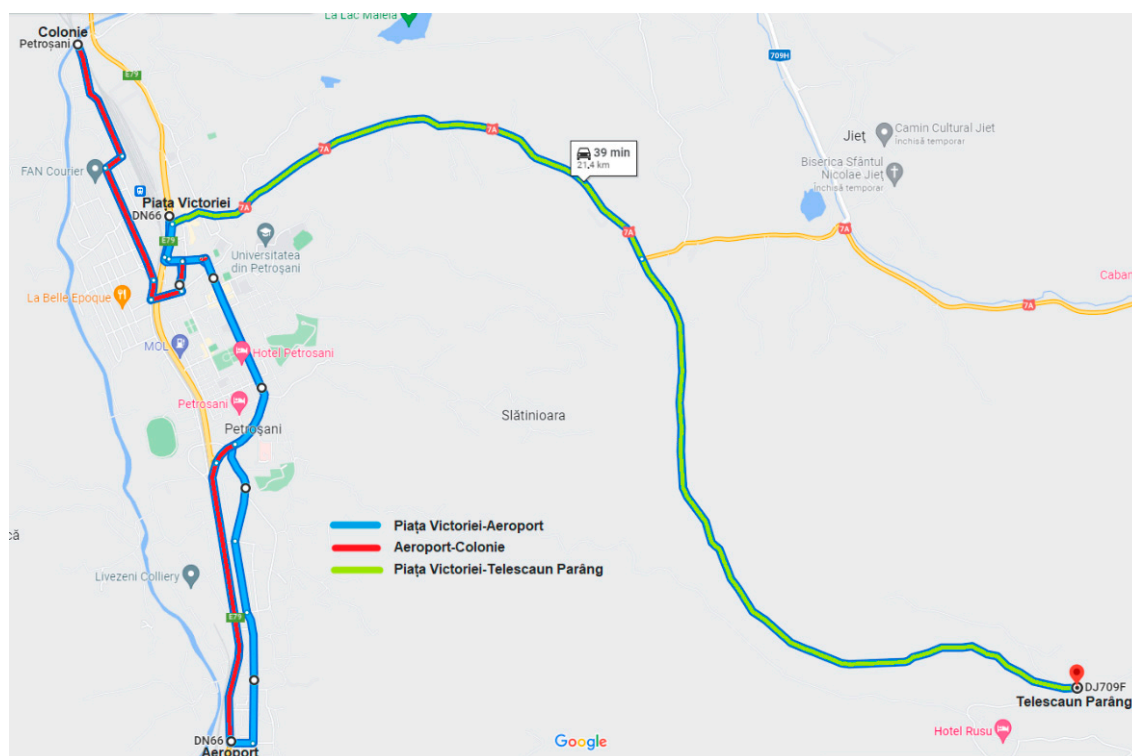 La Lac Maleia
Colonie
Petroșani
E79
709H
Jieț
Camin Cultural Jiet
Închisă temporar
7A
7A
39 min
21,4 km
Biserica Sfântul
Nicolae Jieț
Închisă temporar
FAN Courier
Piața Victoriei
DN66
7A
E79
Universitatea
din Petroșani
7A
7A
La Belle Epoque
Caban
7A
MOL
Hotel Petrosani
Petrosani
Petroșani
Slătinioara
că
Piața Victoriei-Aeroport
Aeroport-Colonie
Piața Victoriei-Telescaun Parâng
Livezeni Colliery
E79
DJ709F
Telescaun Parâng
DN66
Aeroport
Google
Hotel Rusu